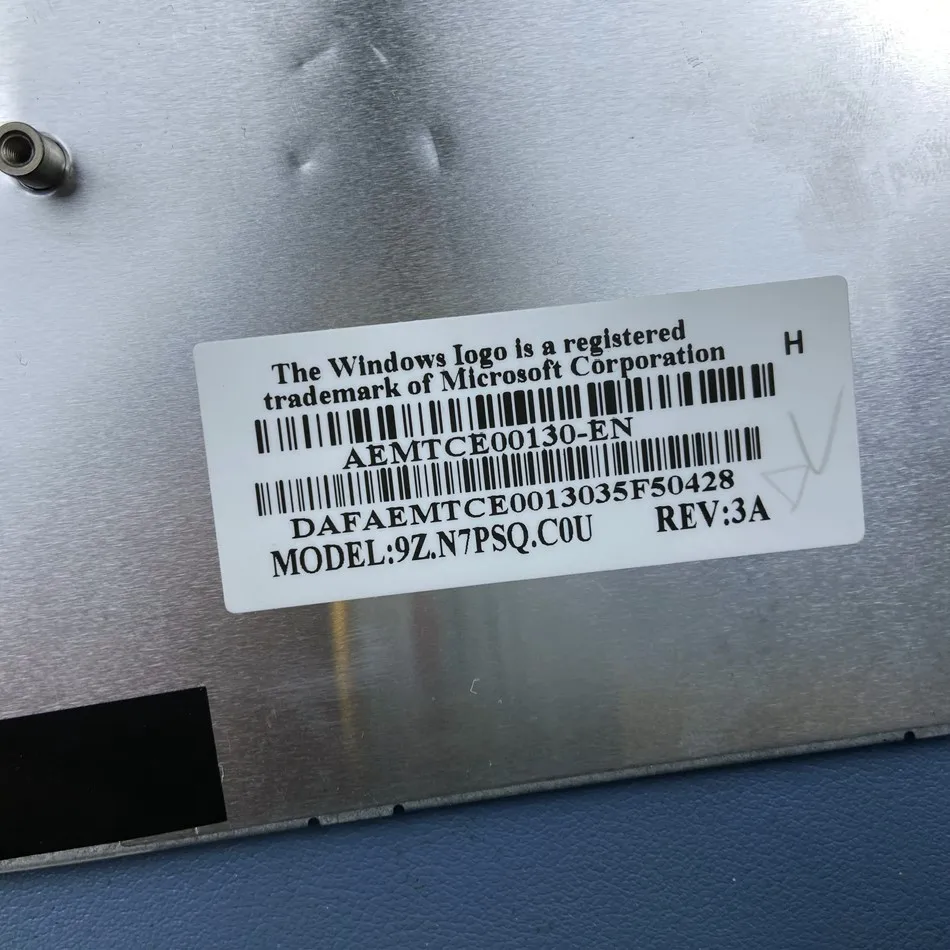 The Windows logo is a registered
trademark of Microsoft Corporation
H
AEMTCE00130-EN
DAFAEMTCE0013035F50428
MODEL:9Z.N7PSQ.C0U
REV:3A